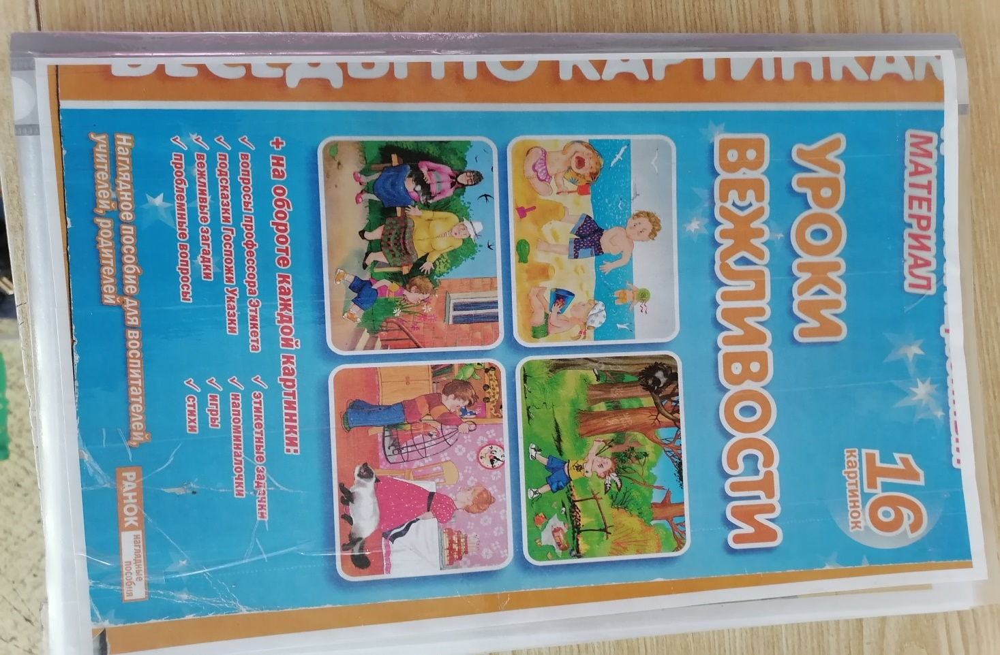 БЕСЕДЫ ПО КАРТИНКАМ
МАТЕРИАЛ
УРОКИ
ВЕЖЛИВОСТИ
16
картинок
+ на обороте каждой картинки:
✓ вопросы профессора Этикета
✓ подсказки Госпожи Указки
✓ вежливые загадки
✓ проблемные вопросы
✓ этикетные задачки
✓ напоминалочки
✓ игры
✓ стихи
Наглядное пособие для воспитателей,
учителей, родителей
РАНОК
наглядные
пособия